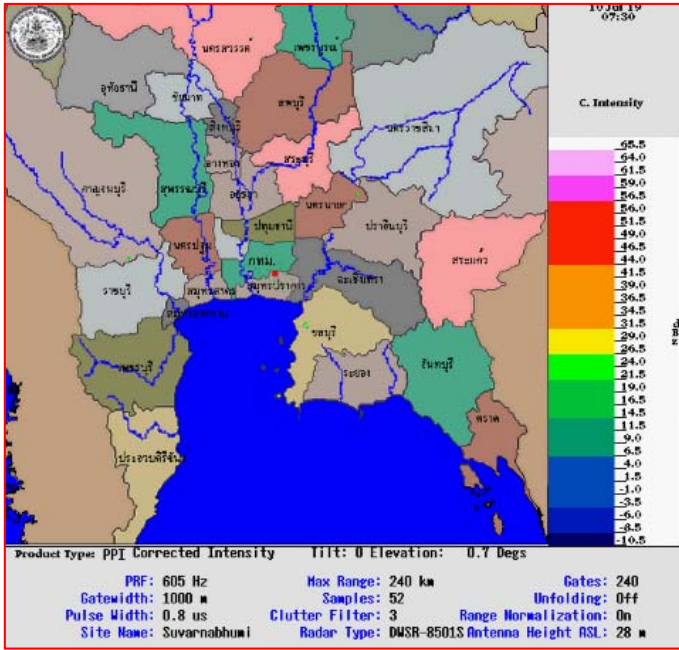 10 Jul 19
07:30
C. Intensity
นครสวรรค์
เพชรบูรณ์
อุทัยธานี
ชัยนาท
ลพบุรี
สิงห์บุรี
นครราชสีมา
อ่างทอง
สระบุรี
กาญจนบุรี
สุพรรณบุรี
อยุธยา
นครนายก
ปทุมธานี
ปราจีนบุรี
นครปฐม
กทม.
สระแก้ว
ราชบุรี
สมุทรสาคร
สมุทรปราการ
ฉะเชิงเทรา
ชลบุรี
เพชรบุรี
ระยอง
จันทบุรี
ตราด
ประจวบคีรีขันธ์
65.5
64.0
61.5
59.0
56.5
56.0
51.5
49.0
46.5
44.0
41.5
39.0
36.5
34.0
31.5
29.0
26.5
24.0
21.5
19.0
16.5
14.5
11.5
9.0
6.5
4.0
1.5
-1.0
-3.5
-6.0
-8.5
-10.5
Product Type: PPI Corrected Intensity Tilt: 0 Elevation: 0.7 Degs
PRF: 605 Hz Max Range: 240 km Gates: 240
Gatewidth: 1000 m Samples: 52 Unfolding: Off
Pulse Width: 0.8 us Clutter Filter: 3 Range Normalization: On
Site Name: Suvarnabhumi Radar Type: DWSR-8501S Antenna Height ASL: 28 m